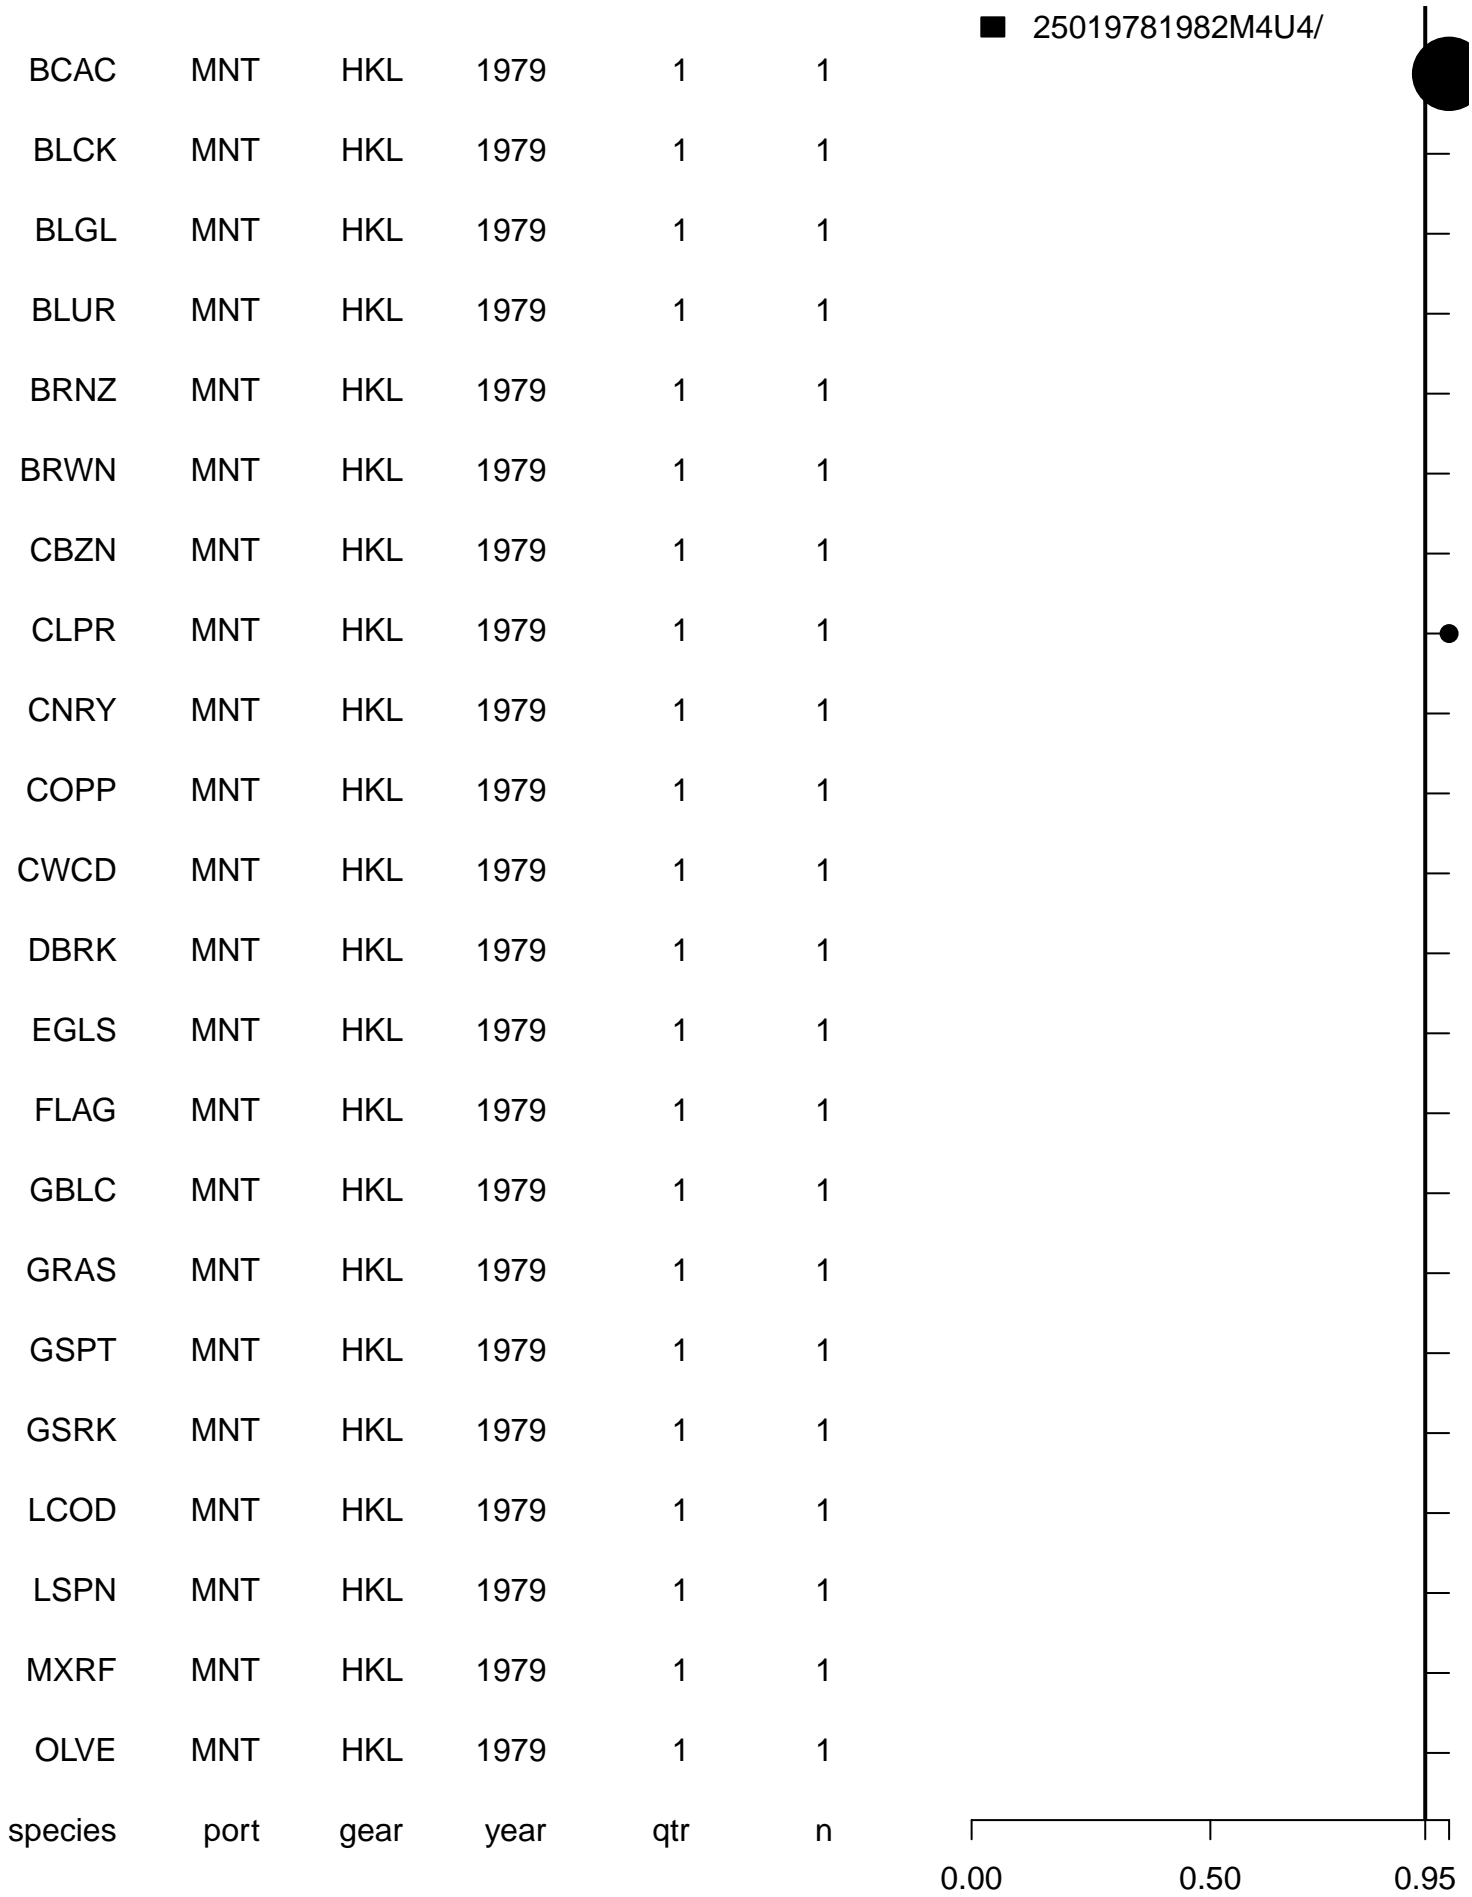 25019781982M4U4/
BCAC MNT HKL 1979 1 1
BLCK MNT HKL 1979 1 1
BLGL MNT HKL 1979 1 1
BLUR MNT HKL 1979 1 1
BRNZ MNT HKL 1979 1 1
BRWN MNT HKL 1979 1 1
CBZN MNT HKL 1979 1 1
CLPR MNT HKL 1979 1 1
CNRY MNT HKL 1979 1 1
COPP MNT HKL 1979 1 1
CWCD MNT HKL 1979 1 1
DBRK MNT HKL 1979 1 1
EGLS MNT HKL 1979 1 1
FLAG MNT HKL 1979 1 1
GBLC MNT HKL 1979 1 1
GRAS MNT HKL 1979 1 1
GSPT MNT HKL 1979 1 1
GSRK MNT HKL 1979 1 1
LCOD MNT HKL 1979 1 1
LSPN MNT HKL 1979 1 1
MXRF MNT HKL 1979 1 1
OLVE MNT HKL 1979 1 1
species port gear year qtr n
0.00 0.50 0.95